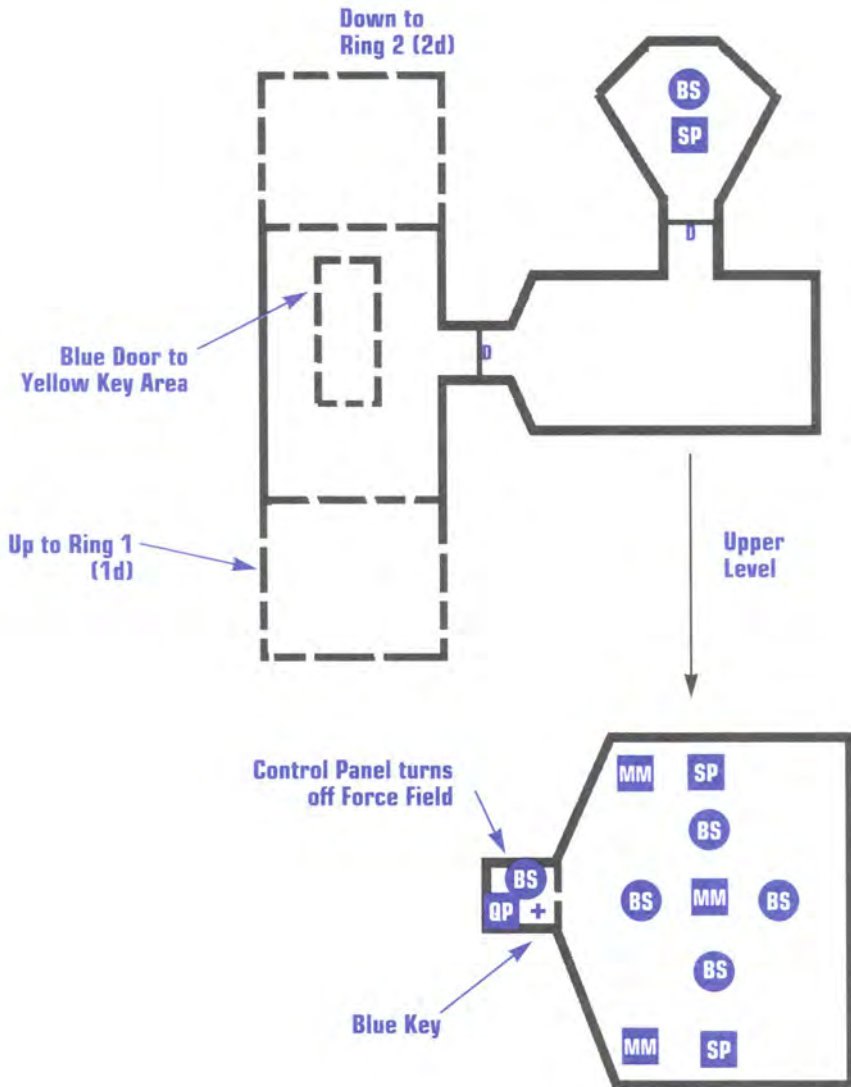 Down to
Ring 2 (2d)
BS
SP
D
Blue Door to
Yellow Key Area
D
Up to Ring 1
(1d)
Upper
Level
Control Panel turns
off Force Field
MM SP
BS
BS
QP +
BS MM BS
BS
Blue Key
MM SP